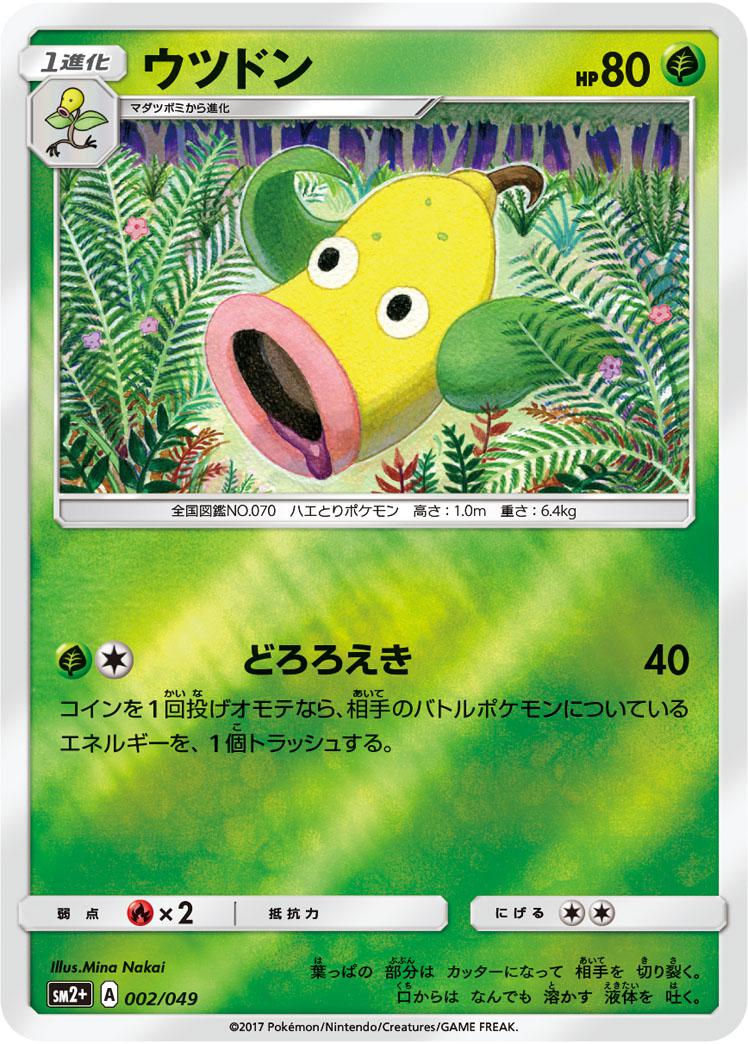 1進化 ウツドン HP80
マダツボミから進化
全国図鑑NO.070 ハエとりポケモン 高さ:1.0m 重さ:6.4kg
どろろえき 40
コインを1回投げオモテなら、相手のバトルポケモンについている
エネルギーを、1個トラッシュする。
弱点 ×2 抵抗力 にげる
Illus.Mina Nakai
葉っぱの 部分は カッターになって 相手を 切り裂く。
口からは なんでも 溶かす 液体を 吐く。
SM2+ A 002/049
©2017 Pokémon/Nintendo/Creatures/GAME FREAK.